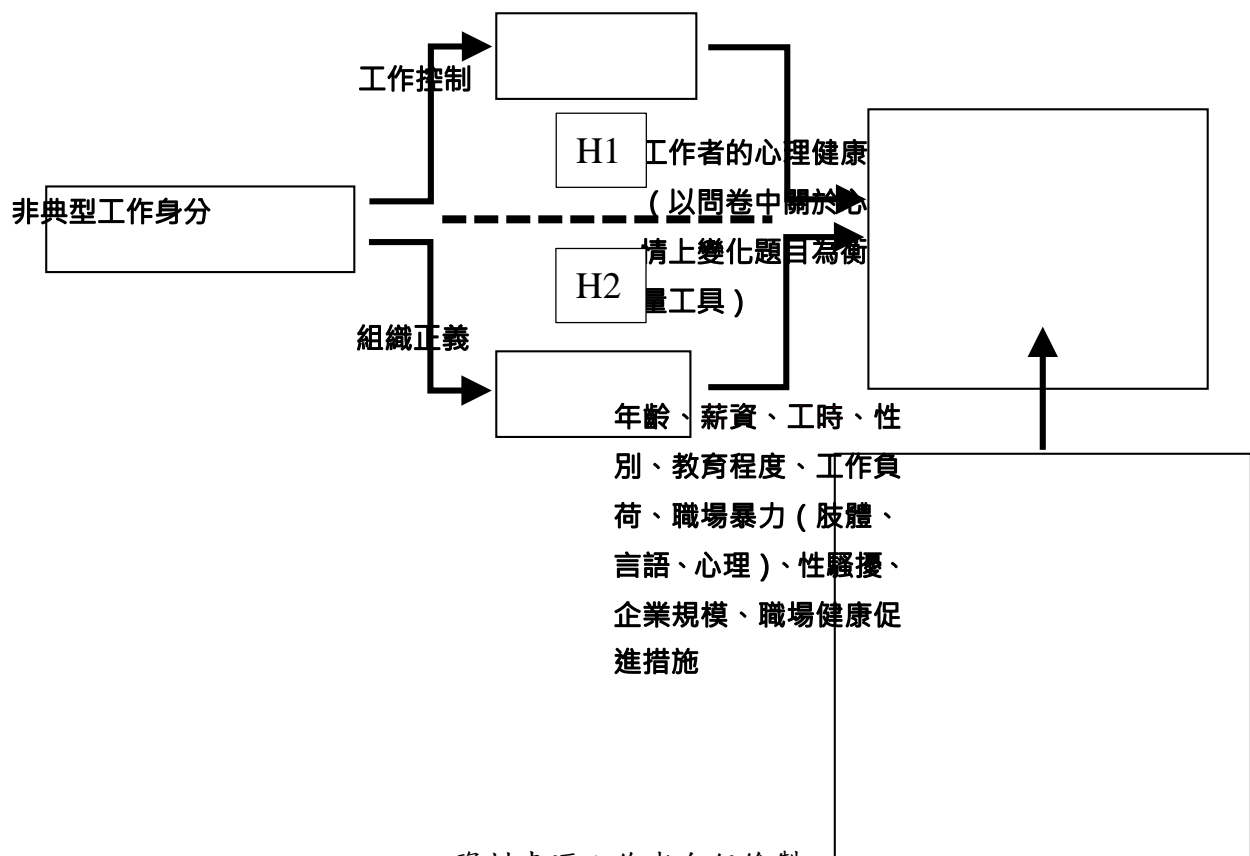 工作控制
H1
工作者的心理健康
（以問卷中關於心
情上變化題目為衡
量工具）
非典型工作身分
H2
組織正義
年齡、薪資、工時、性
別、教育程度、工作負
荷、職場暴力（肢體、
言語、心理）、性騷擾、
企業規模、職場健康促
進措施